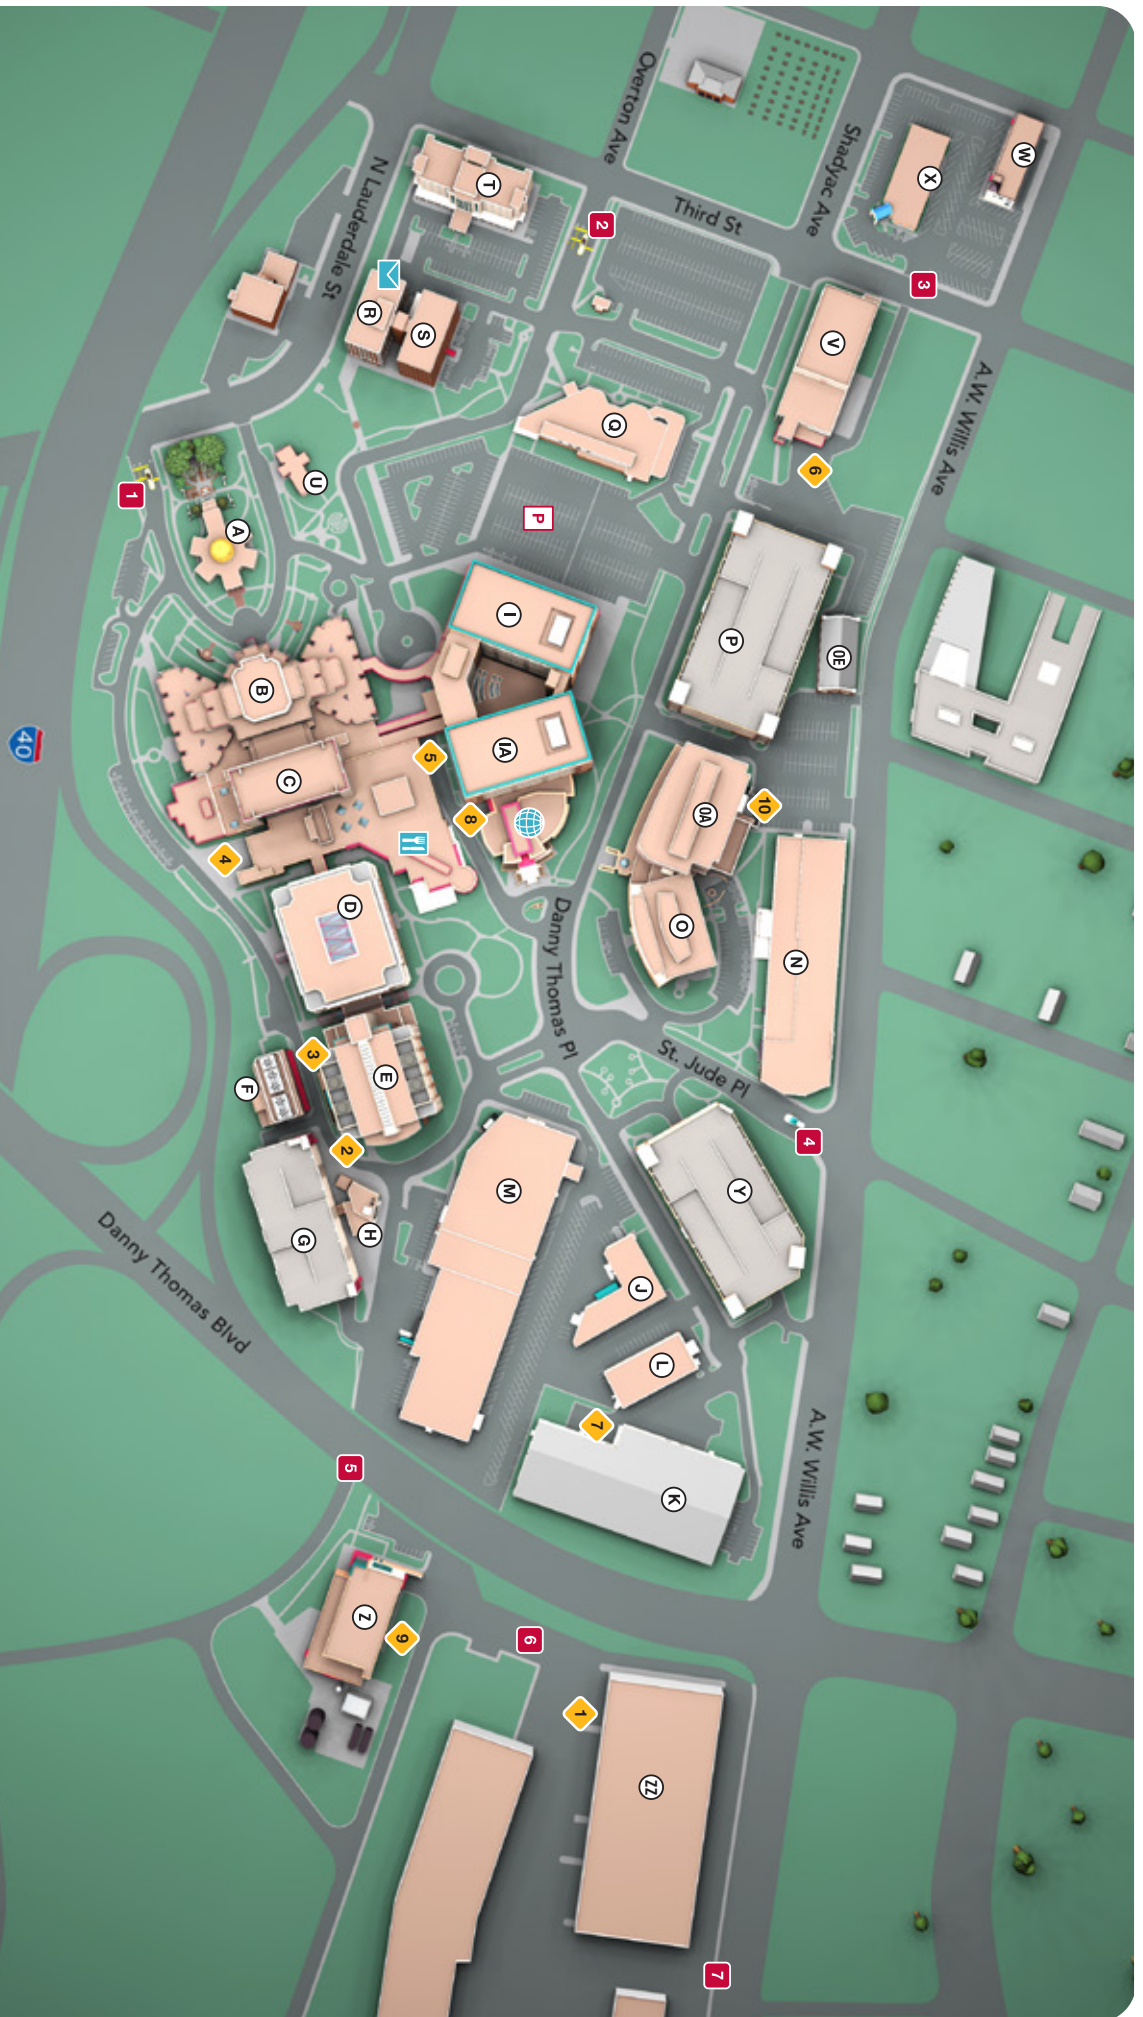 W
A.W. Willis Ave
X
3
Shadyac Ave
V
6
OE
4
A.W. Willis Ave
N
10
Third St
P
OA
Y
St. Jude Pl
7
O
K
L
ZZ
J
Overton Ave
2
Q
7
1
P
Danny Thomas Pl
6
I
IA
M
T
8
5
S
9
R
N Lauderdale St
E
H
Z
D
2
5
U
3
G
C
B
F
A
4
Danny Thomas Blvd
1
40